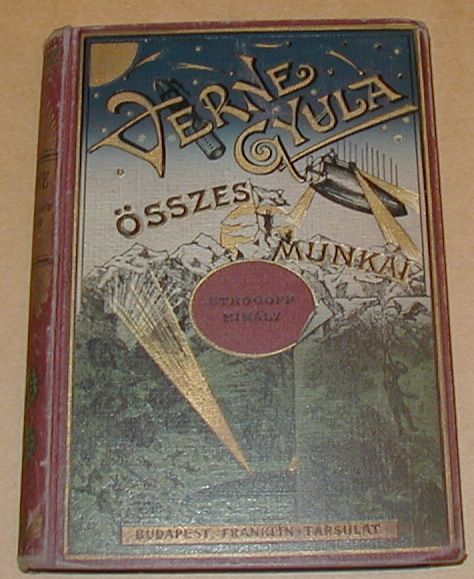 VERNE
GYULA
ÖSSZES
MUNKÁI
STROGOFF
MIHÁLY
BUDAPEST, FRANKLIN-TÁRSULAT